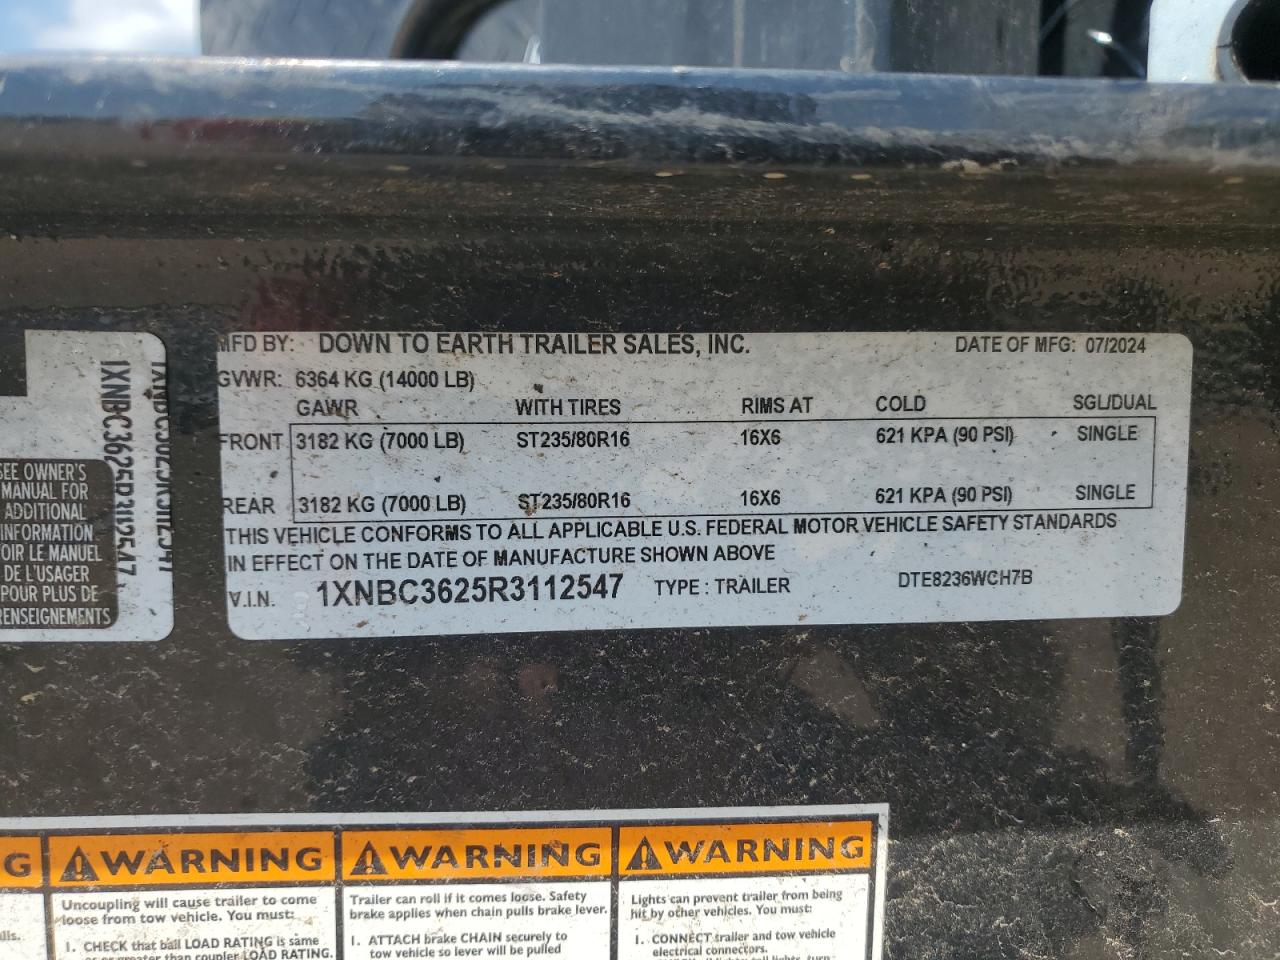 MFD BY: DOWN TO EARTH TRAILER SALES, INC. DATE OF MFG: 07/2024
GVWR: 6364 KG (14000 LB)
GAWR WITH TIRES RIMS AT COLD SGL/DUAL
FRONT 3182 KG (7000 LB) ST235/80R16 16X6 621 KPA (90 PSI) SINGLE
REAR 3182 KG (7000 LB) ST235/80R16 16X6 621 KPA (90 PSI) SINGLE
THIS VEHICLE CONFORMS TO ALL APPLICABLE U.S. FEDERAL MOTOR VEHICLE SAFETY STANDARDS
IN EFFECT ON THE DATE OF MANUFACTURE SHOWN ABOVE
V.I.N. 1XNBC3625R3112547 TYPE : TRAILER DTE8236WCH7B
1XNBC3625R3112547
1XNBC3625R3112547
SEE OWNER'S
MANUAL FOR
ADDITIONAL
INFORMATION
VOIR LE MANUEL
DE L'USAGER
POUR PLUS DE
RENSEIGNEMENTS
G
WARNING
Uncoupling will cause trailer to come
loose from tow vehicle. You must:
1. CHECK that ball LOAD RATING is same
or greater than coupler LOAD RATING.
WARNING
Trailer can roll if it comes loose. Safety
brake applies when chain pulls brake lever.
1. ATTACH brake CHAIN securely to
tow vehicle so lever will be pulled
WARNING
Lights can prevent trailer from being
hit by other vehicles. You must:
1. CONNECT trailer and tow vehicle
electrical connectors.